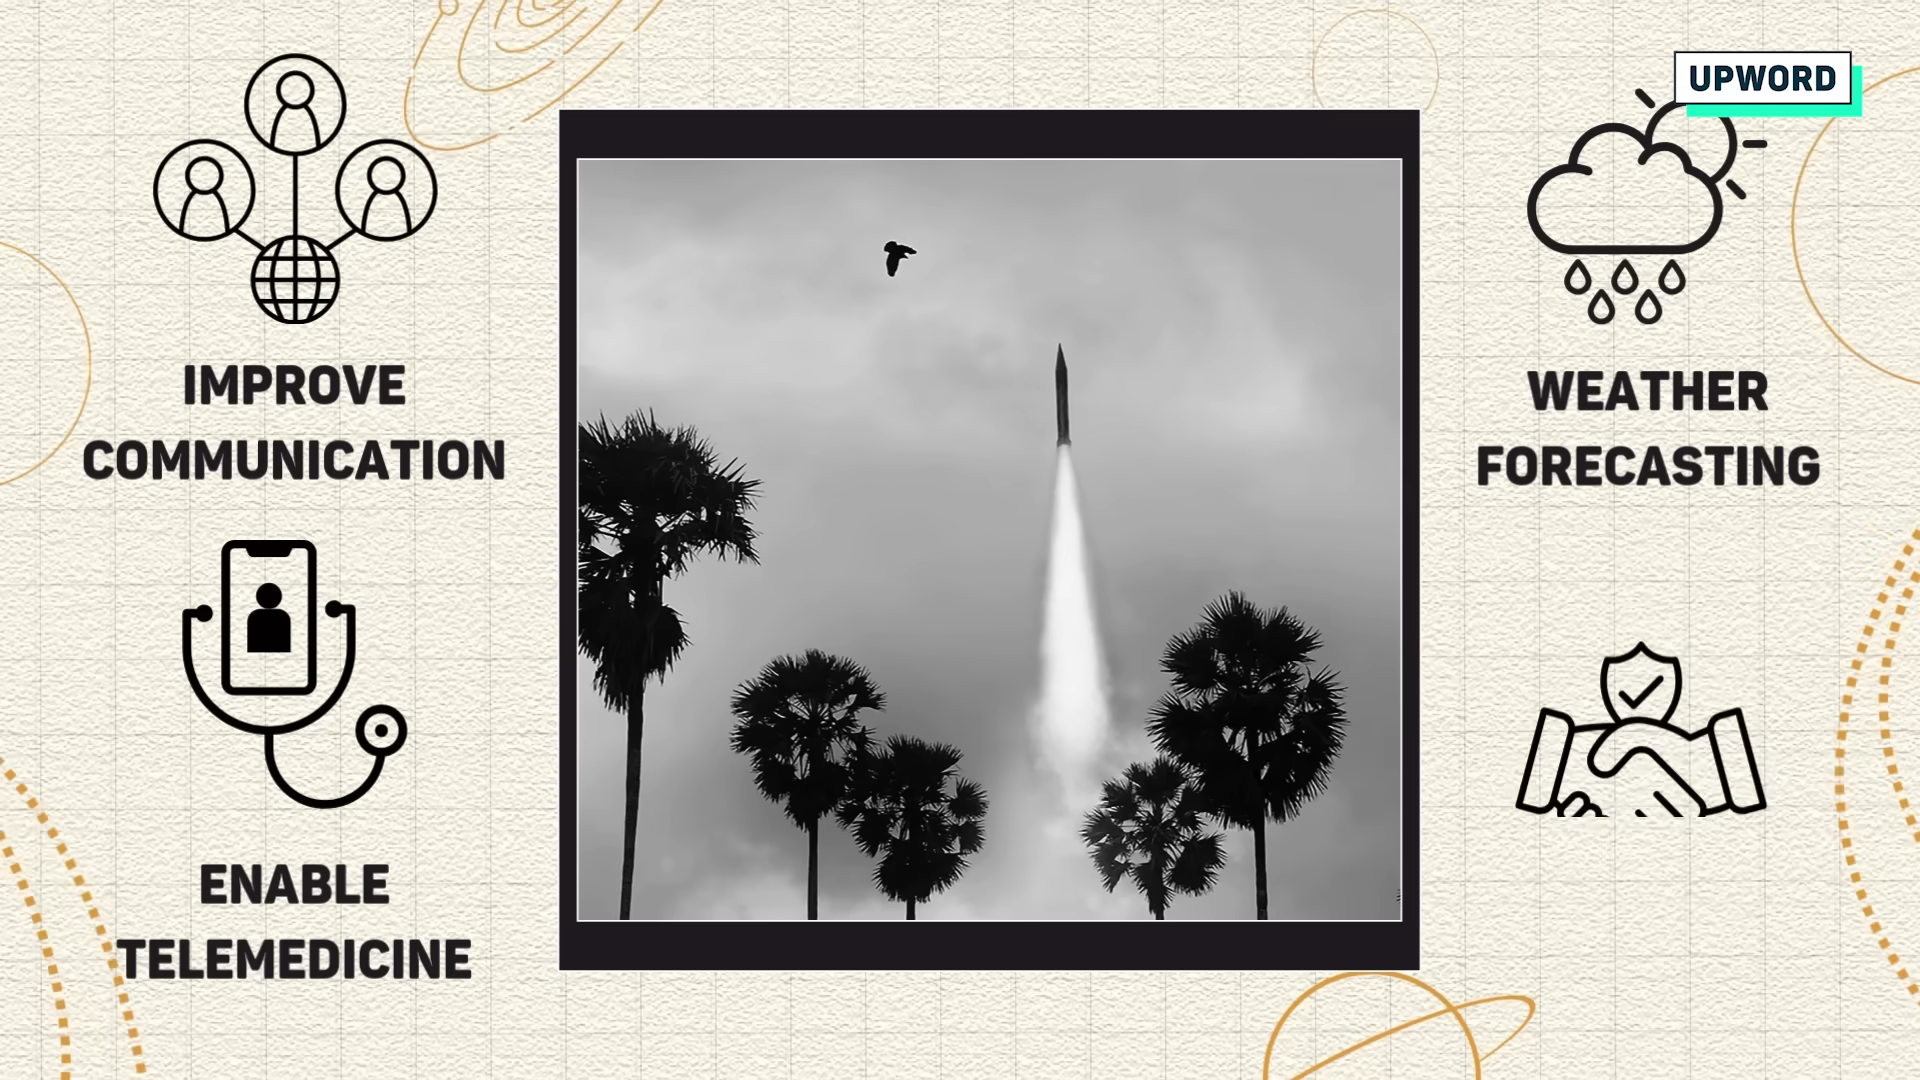 UPWORD
IMPROVE
COMMUNICATION
WEATHER
FORECASTING
ENABLE
TELEMEDICINE